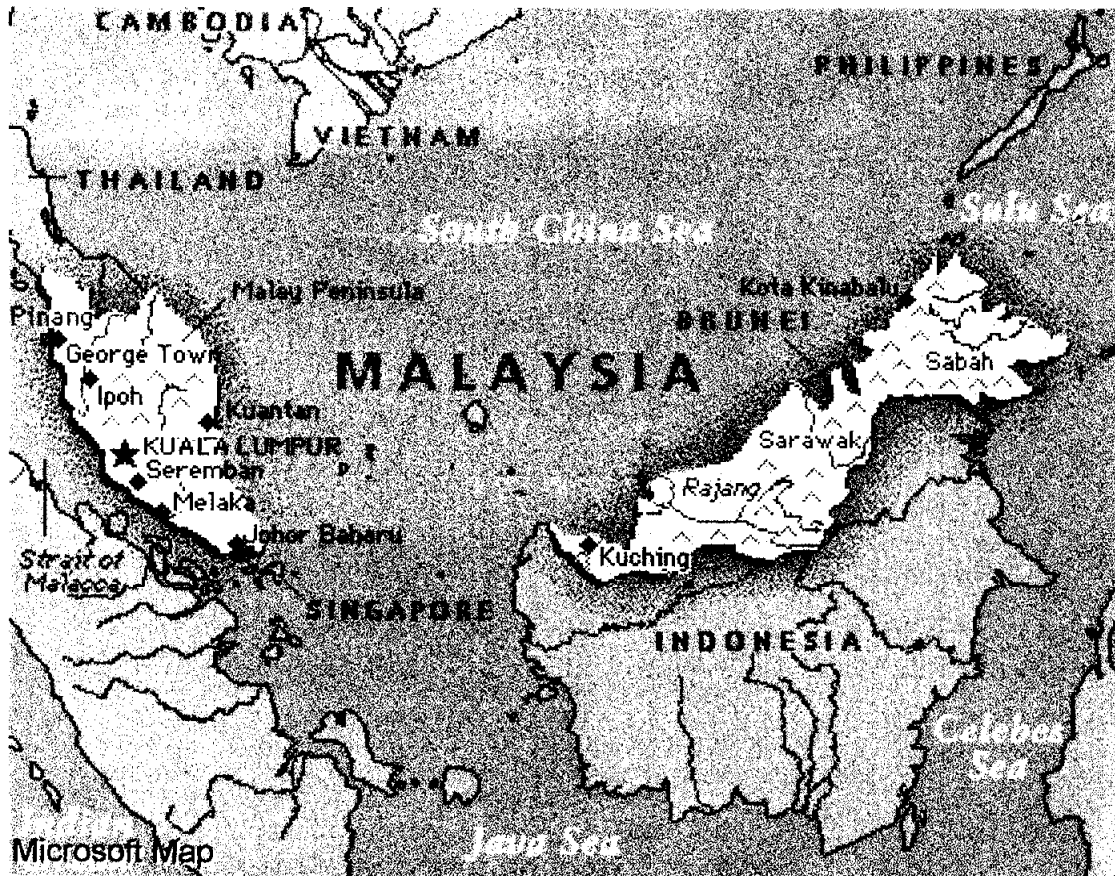 CAMBODIA
PHILIPPINES
VIETNAM
THAILAND
South China Sea
Sulu Sea
Malay Peninsula
Kota Kinabalu
Pinang
BRUNEI
George Town
MALAYSIA
Sabah
Ipoh
Kuantan
KUALA LUMPUR
Sarawak
Seremban
Rajang
Melaka
Johor Baharu
Strait of
Malacca
Kuching
SINGAPORE
INDONESIA
Celebes
Sea
Indian
Java Sea
Microsoft Map